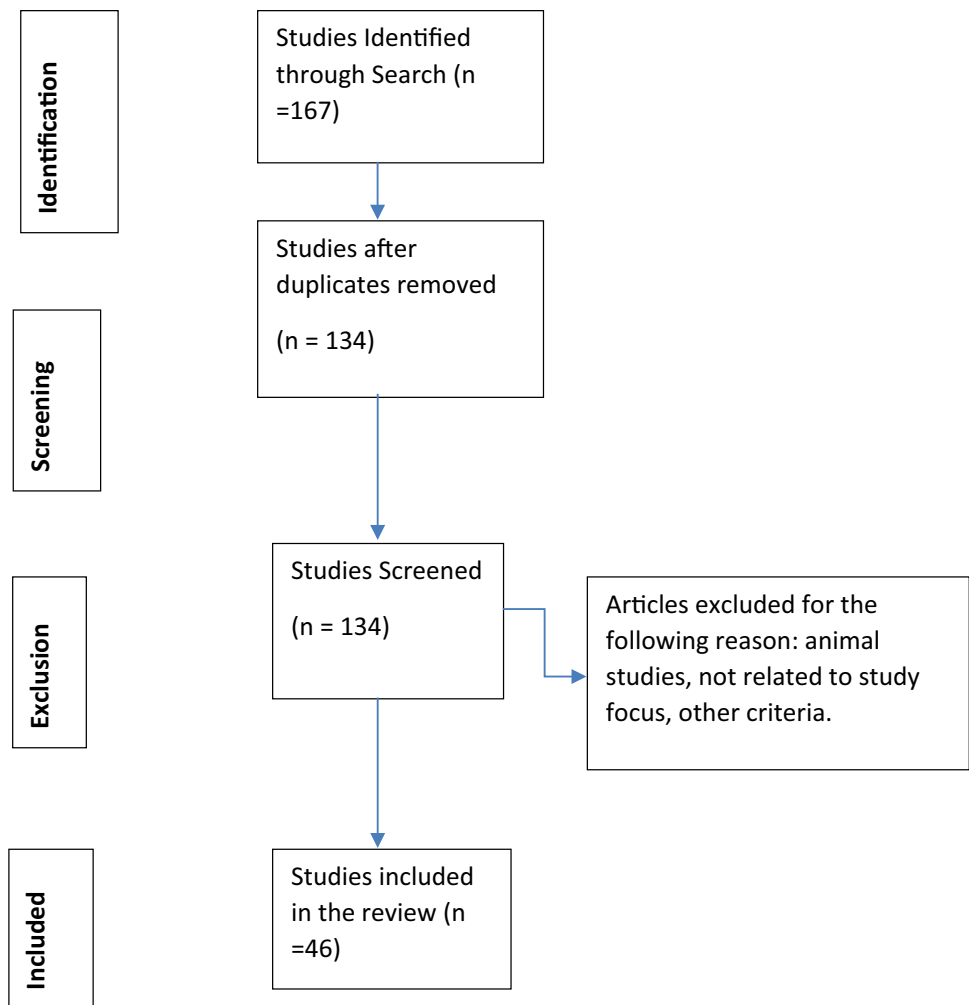 Identification
Studies Identified
through Search (n
=167)
Studies after
duplicates removed
(n = 134)
Screening
Exclusion
Studies Screened
(n = 134)
Articles excluded for the
following reason: animal
studies, not related to study
focus, other criteria.
Included
Studies included
in the review (n
=46)